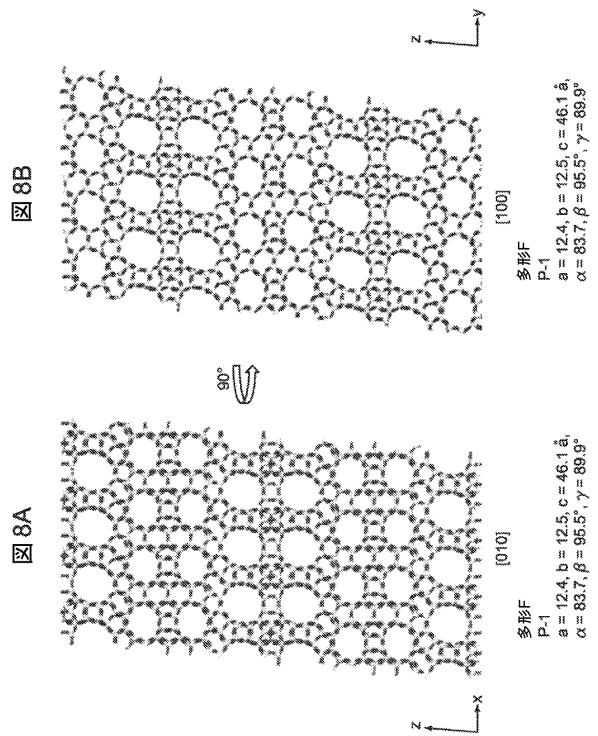 図 8A
z
x
[010]
多形F
P-1
a = 12.4, b = 12.5, c = 46.1 å,
α = 83.7, β = 95.5°, γ = 89.9°
90°
図 8B
z
y
[100]
多形F
P-1
a = 12.4, b = 12.5, c = 46.1 å,
α = 83.7, β = 95.5°, γ = 89.9°